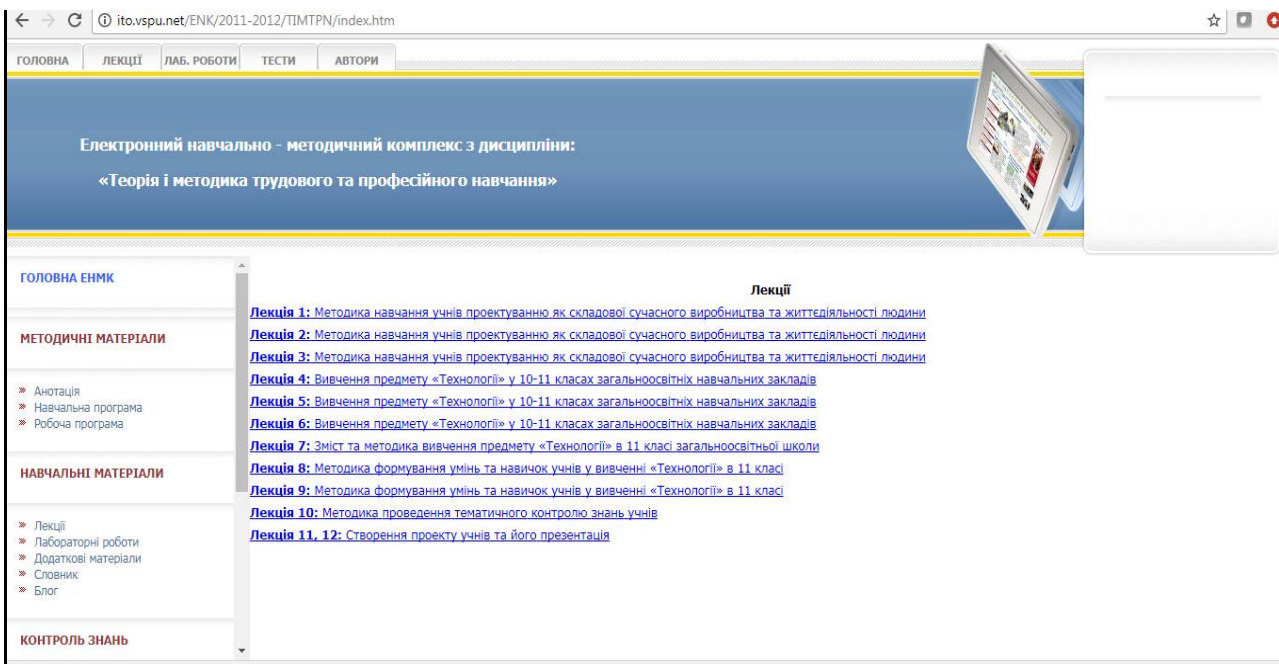 ito.vspu.net/ENK/2011-2012/TIMTPN/index.htm
ГОЛОВНА ЛЕКЦІЇ ЛАБ. РОБОТИ ТЕСТИ АВТОРИ
Електронний навчально - методичний комплекс з дисципліни:
«Теорія і методика трудового та професійного навчання»
ГОЛОВНА ЕНМК
МЕТОДИЧНІ МАТЕРІАЛИ
» Анотація
» Навчальна програма
» Робоча програма
НАВЧАЛЬНІ МАТЕРІАЛИ
» Лекції
» Лабораторні роботи
» Додаткові матеріали
» Словник
» Блог
КОНТРОЛЬ ЗНАНЬ
Лекції
Лекція 1: Методика навчання учнів проектуванню як складової сучасного виробництва та життєдіяльності людини
Лекція 2: Методика навчання учнів проектуванню як складової сучасного виробництва та життєдіяльності людини
Лекція 3: Методика навчання учнів проектуванню як складової сучасного виробництва та життєдіяльності людини
Лекція 4: Вивчення предмету «Технології» у 10-11 класах загальноосвітніх навчальних закладів
Лекція 5: Вивчення предмету «Технології» у 10-11 класах загальноосвітніх навчальних закладів
Лекція 6: Вивчення предмету «Технології» у 10-11 класах загальноосвітніх навчальних закладів
Лекція 7: Зміст та методика вивчення предмету «Технології» в 11 класі загальноосвітньої школи
Лекція 8: Методика формування умінь та навичок учнів у вивченні «Технології» в 11 класі
Лекція 9: Методика формування умінь та навичок учнів у вивченні «Технології» в 11 класі
Лекція 10: Методика проведення тематичного контролю знань учнів
Лекція 11, 12: Створення проекту учнів та його презентація